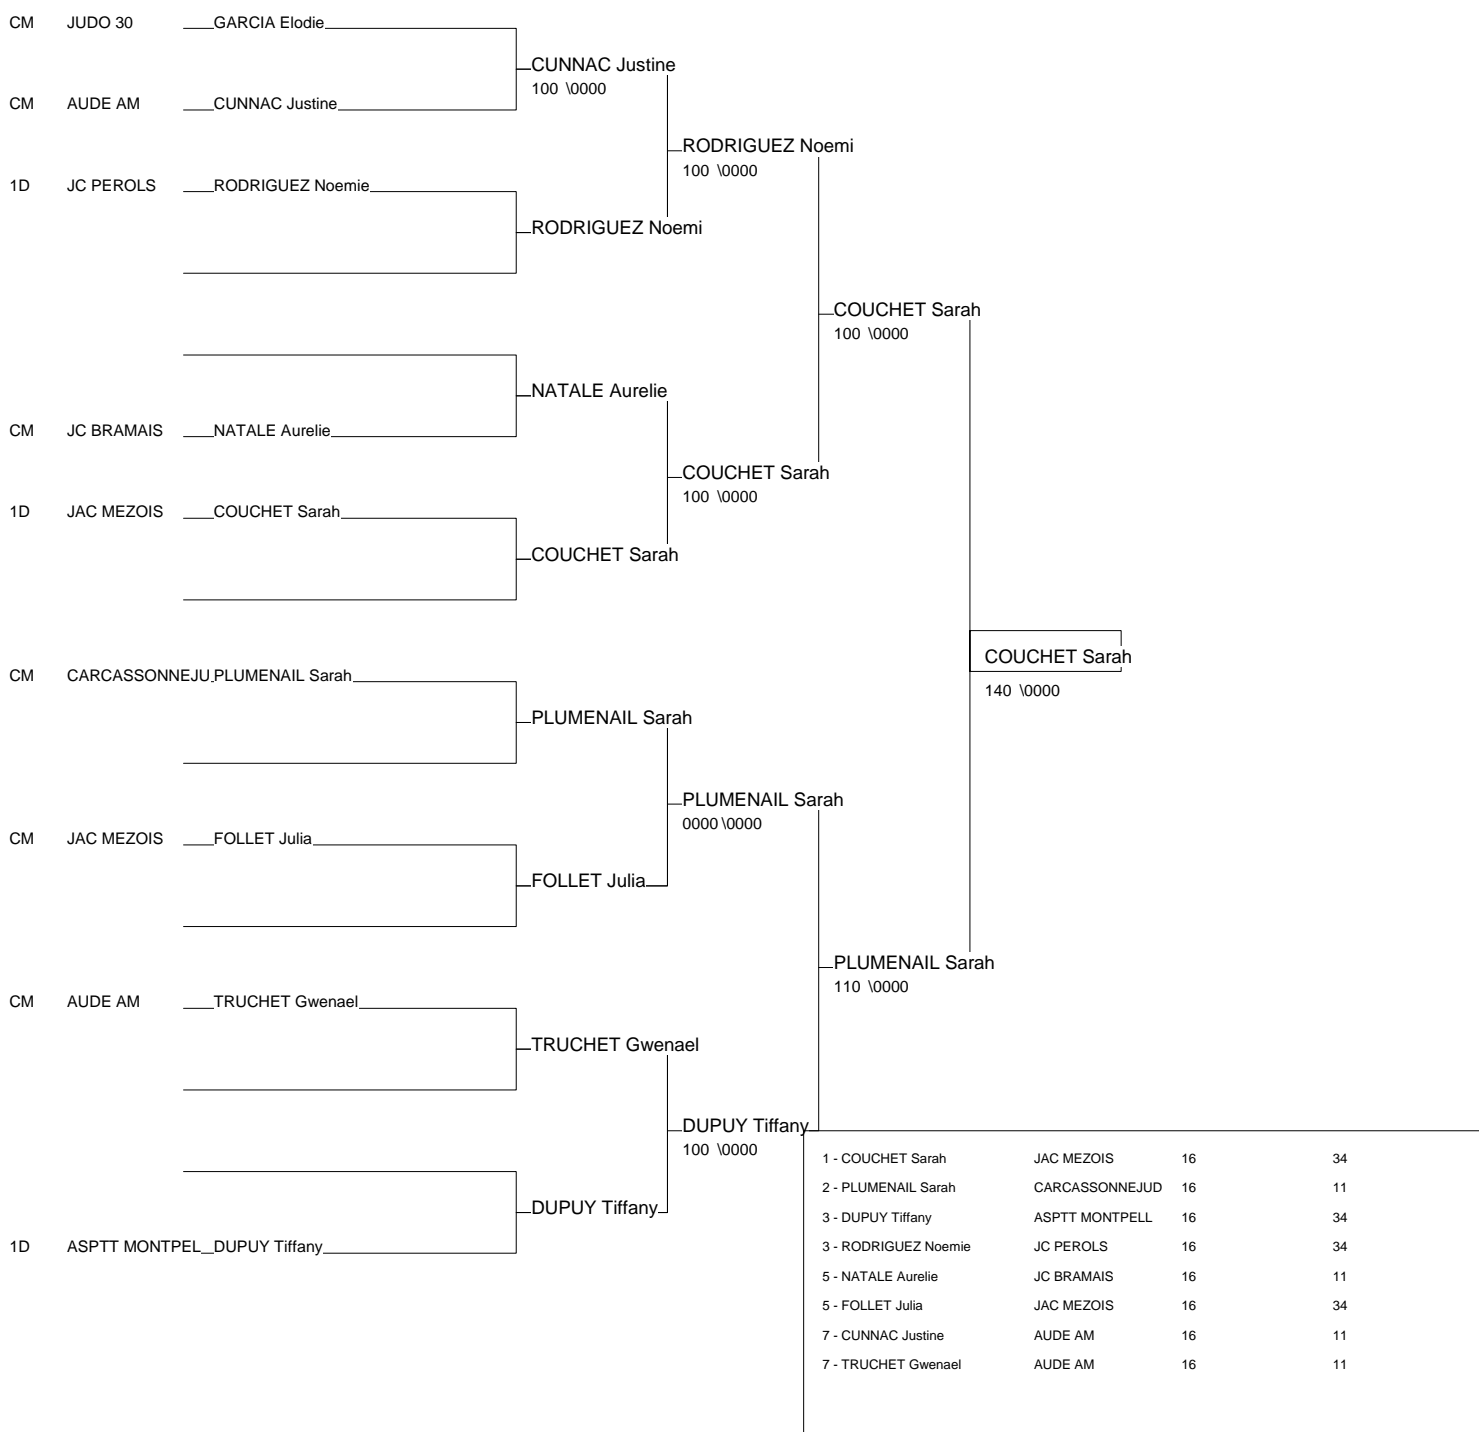 CM JUDO 30 GARCIA Elodie
CUNNAC Justine
100 \0000
CM AUDE AM CUNNAC Justine
RODRIGUEZ Noemi
100 \0000
1D JC PEROLS RODRIGUEZ Noemie
RODRIGUEZ Noemi
COUCHET Sarah
100 \0000
NATALE Aurelie
CM JC BRAMAIS NATALE Aurelie
COUCHET Sarah
100 \0000
1D JAC MEZOIS COUCHET Sarah
COUCHET Sarah
COUCHET Sarah
140 \0000
CM CARCASSONNEJU PLUMENAIL Sarah
PLUMENAIL Sarah
PLUMENAIL Sarah
0000 \0000
CM JAC MEZOIS FOLLET Julia
FOLLET Julia
PLUMENAIL Sarah
110 \0000
CM AUDE AM TRUCHET Gwenael
TRUCHET Gwenael
DUPUY Tiffany
100 \0000
DUPUY Tiffany
1D ASPTT MONTPEL DUPUY Tiffany
1 - COUCHET Sarah JAC MEZOIS 16 34
2 - PLUMENAIL Sarah CARCASSONNEJUD 16 11
3 - DUPUY Tiffany ASPTT MONTPELL 16 34
3 - RODRIGUEZ Noemie JC PEROLS 16 34
5 - NATALE Aurelie JC BRAMAIS 16 11
5 - FOLLET Julia JAC MEZOIS 16 34
7 - CUNNAC Justine AUDE AM 16 11
7 - TRUCHET Gwenael AUDE AM 16 11